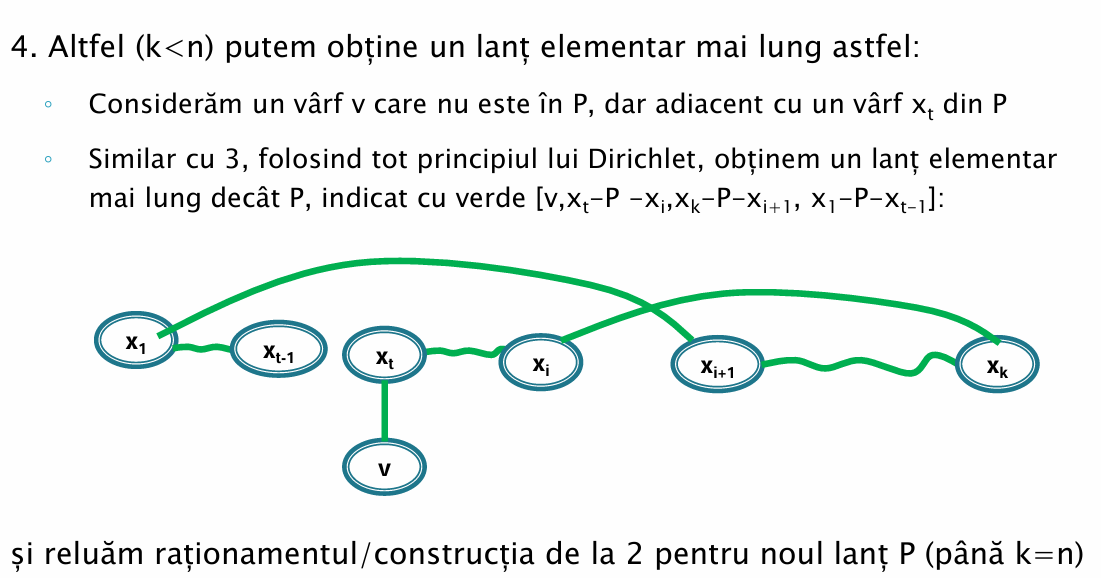 4. Altfel (k<n) putem obține un lanț elementar mai lung astfel:
◦ Considerăm un vârf v care nu este în P, dar adiacent cu un vârf xₜ din P
◦ Similar cu 3, folosind tot principiul lui Dirichlet, obținem un lanț elementar
mai lung decât P, indicat cu verde [v,xₜ-P -xᵢ,xₖ-P-xᵢ₊₁, x₁-P-xₜ₋₁]:
x₁ xₜ₋₁ xₜ xᵢ xᵢ₊₁ xₖ
v
și reluăm raționamentul/construcția de la 2 pentru noul lanț P (până k=n)